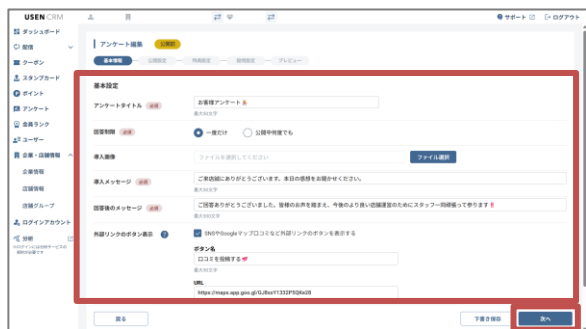 USEN CRM
サポート
ログアウト
ダッシュボード
配信
クーポン
スタンプカード
ポイント
アンケート
会員ランク
ユーザー
企業・店舗情報
企業情報
店舗情報
店舗グループ
ログインアカウント
分析
アンケート編集 公開前
基本情報 公開設定 特典設定 質問設定 プレビュー
基本設定
アンケートタイトル 必須
お客様アンケート
最大50文字
回答制限 必須
一度だけ 公開中何度でも
導入画像
ファイルを選択してください
ファイル選択
導入メッセージ 必須
ご来店誠にありがとうございます。本日の感想をお聞かせください。
回答後のメッセージ 必須
ご回答ありがとうございました。皆様のお声を踏まえ、今後のより良い店舗運営のためにスタッフ一同頑張って参ります
外部リンクのボタン表示
SNSやGoogleマップ口コミなど外部リンクのボタンを表示する
ボタン名
口コミを投稿する
最大50文字
URL
戻る
下書き保存
次へ